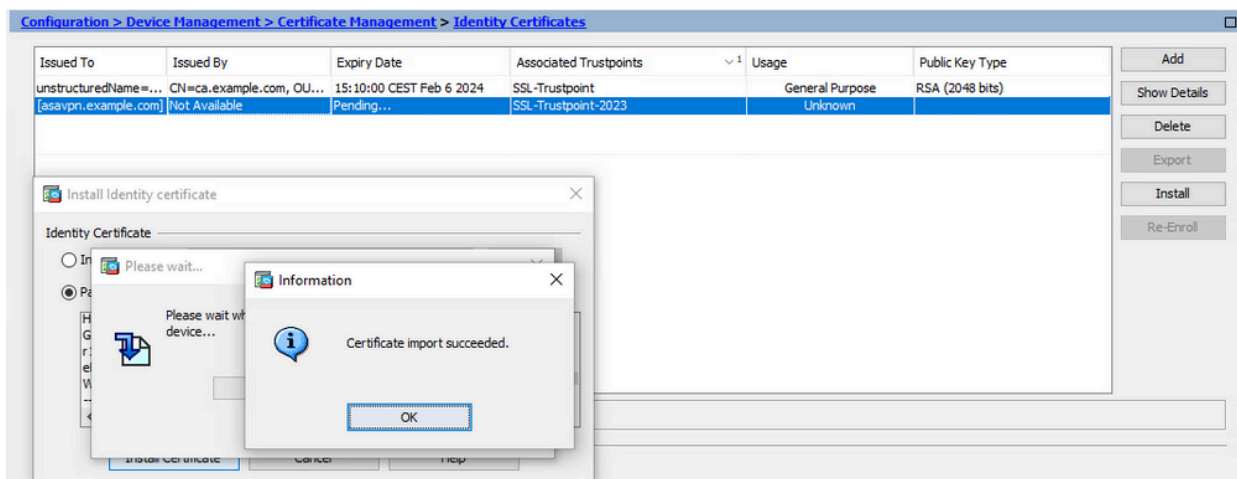 Configuration > Device Management > Certificate Management > Identity Certificates
Issued To Issued By Expiry Date Associated Trustpoints 1 Usage Public Key Type
unstructuredName=... CN=ca.example.com, OU... 15:10:00 CEST Feb 6 2024 SSL-Trustpoint General Purpose RSA (2048 bits)
[asavpn.example.com] Not Available Pending... SSL-Trustpoint-2023 Unknown
Add
Show Details
Delete
Export
Install
Re-Enroll
Install Identity certificate
Identity Certificate
Please wait...
Please wait
device...
Information
Certificate import succeeded.
OK
Install Certificate Cancel Help